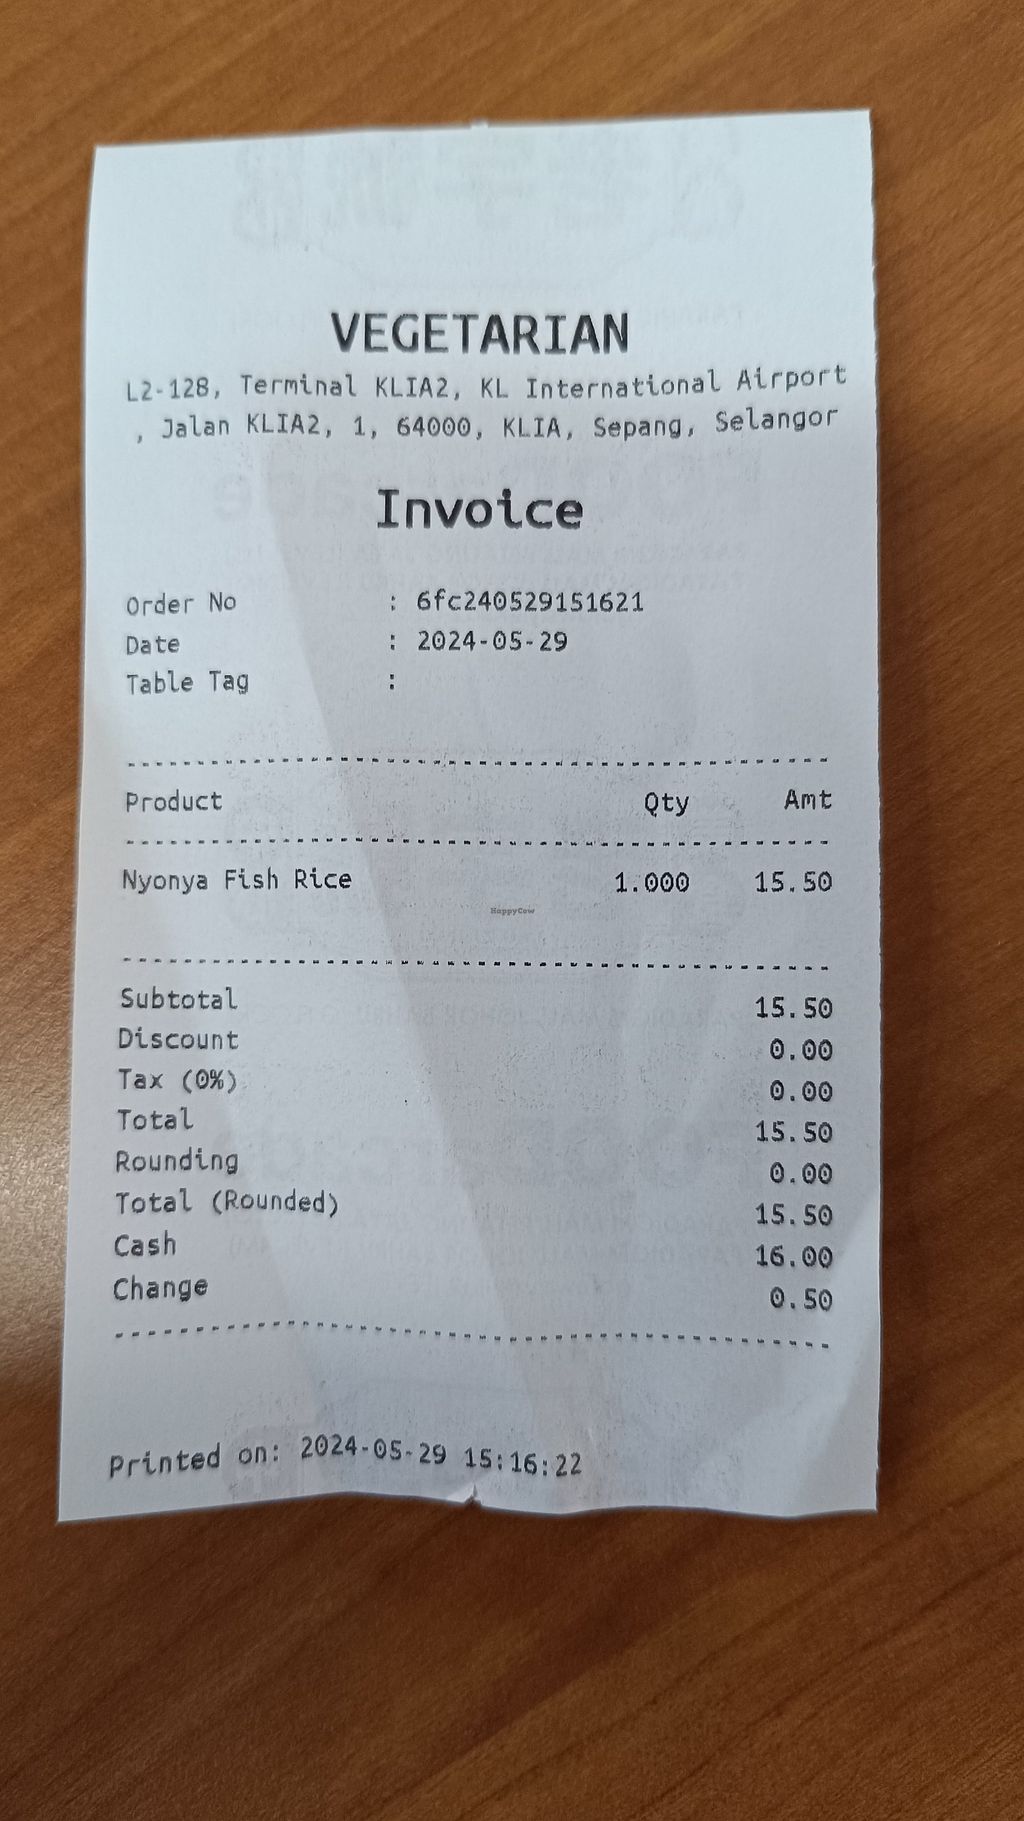 VEGETARIAN
L2-128, Terminal KLIA2, KL International Airport
, Jalan KLIA2, 1, 64000, KLIA, Sepang, Selangor
Invoice
Order No : 6fc240529151621
Date : 2024-05-29
Table Tag :
Product Qty Amt
Nyonya Fish Rice 1.000 15.50
HappyCow
Subtotal 15.50
Discount 0.00
Tax (0%) 0.00
Total 15.50
Rounding 0.00
Total (Rounded) 15.50
Cash 16.00
Change 0.50
Printed on: 2024-05-29 15:16:22